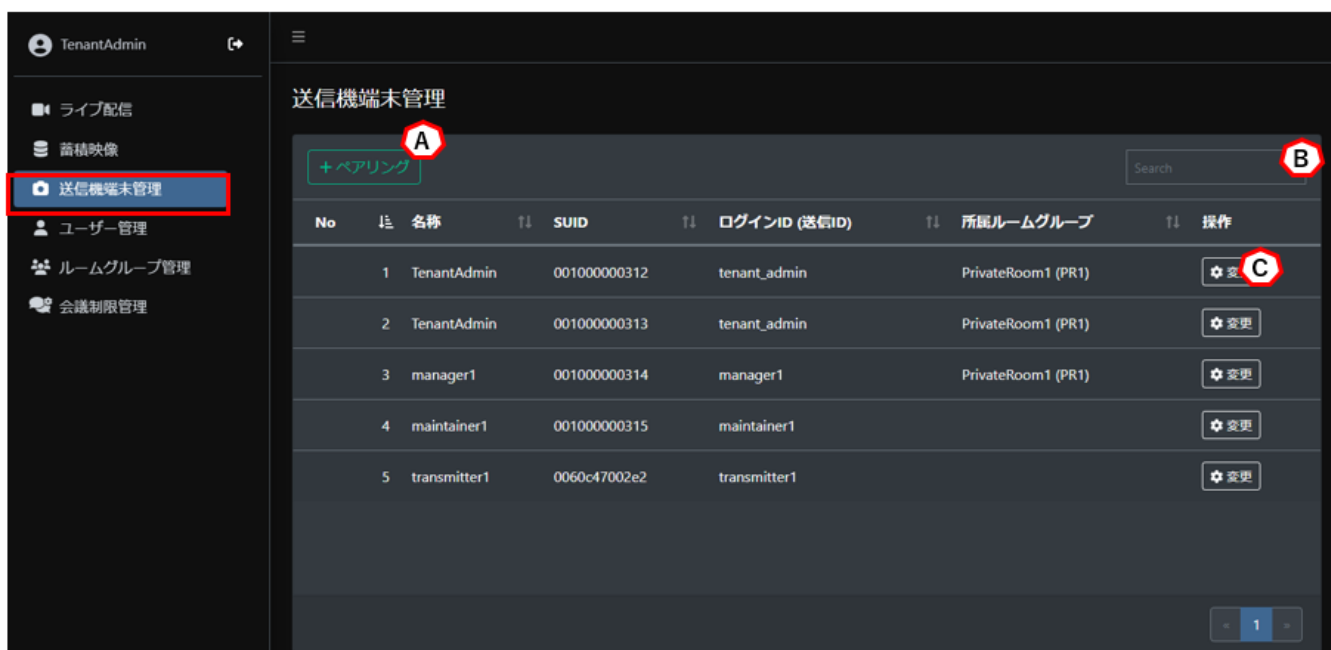 TenantAdmin
ライブ配信
蓄積映像
送信機端末管理
ユーザー管理
ルームグループ管理
会議制限管理
送信機端末管理
+ ペアリング
A
Search
B
No 名称 SUID ログインID (送信ID) 所属ルームグループ 操作
1 TenantAdmin 001000000312 tenant_admin PrivateRoom1 (PR1) 変 C
2 TenantAdmin 001000000313 tenant_admin PrivateRoom1 (PR1) 変更
3 manager1 001000000314 manager1 PrivateRoom1 (PR1) 変更
4 maintainer1 001000000315 maintainer1 変更
5 transmitter1 0060c47002e2 transmitter1 変更
« 1 »